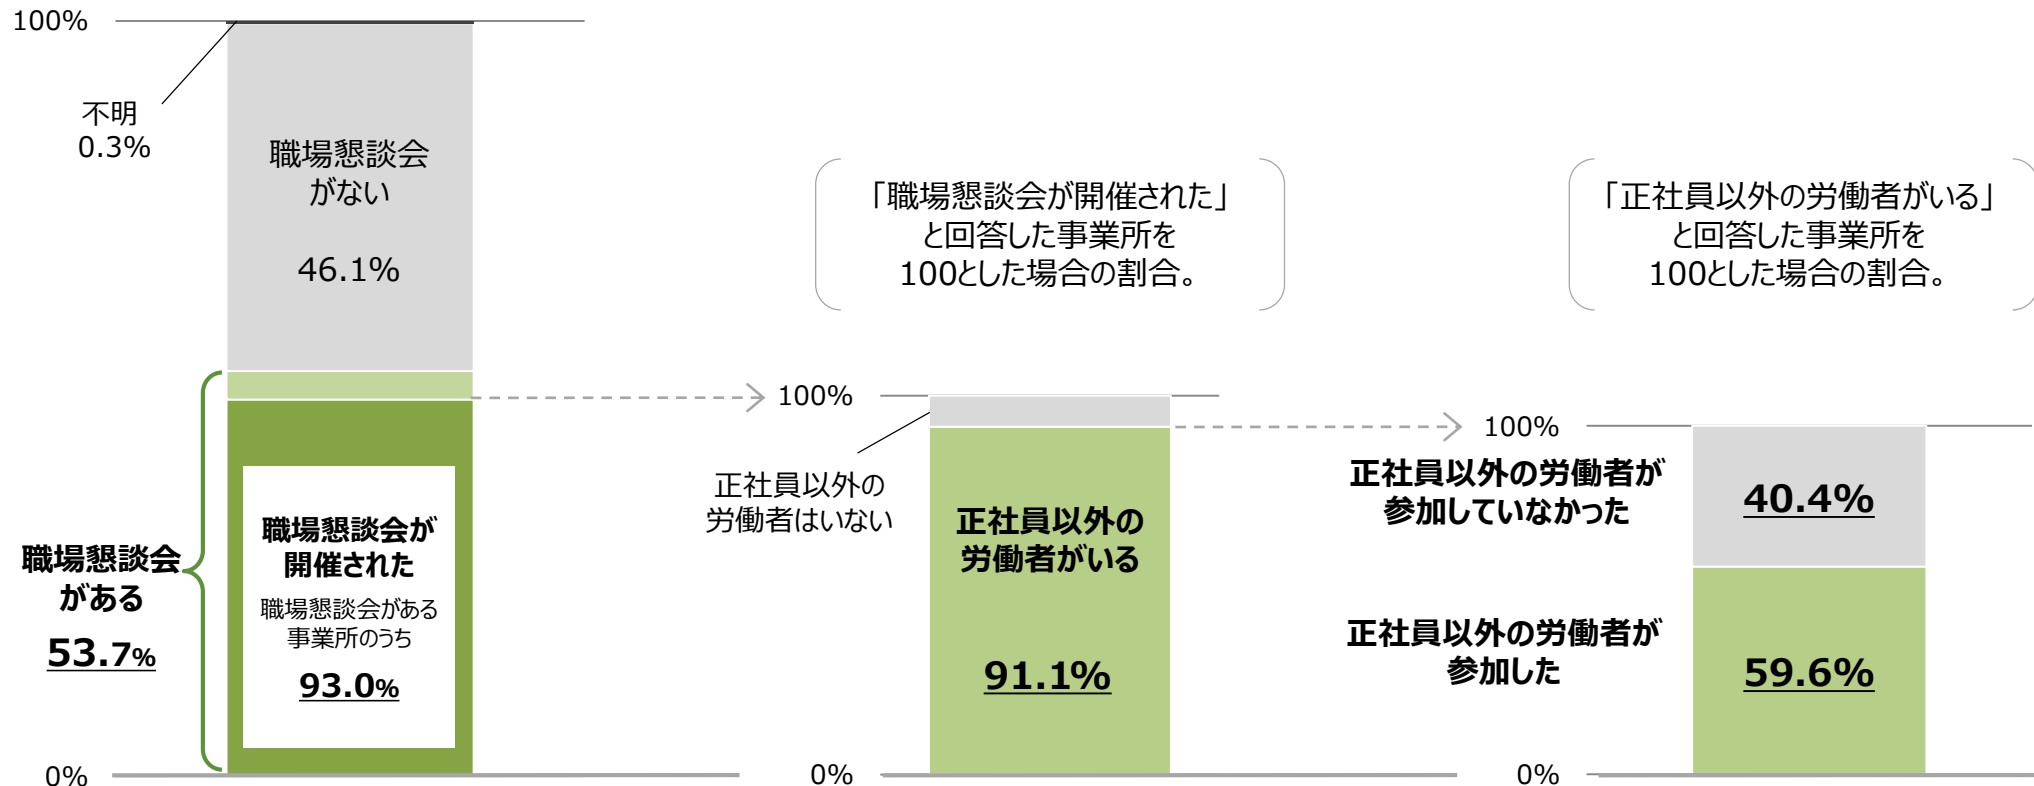 100%
不明
0.3%
職場懇談会
がない
46.1%
職場懇談会
がある
53.7%
職場懇談会が
開催された
職場懇談会がある
事業所のうち
93.0%
0%
「職場懇談会が開催された」
と回答した事業所を
100とした場合の割合。
100%
正社員以外の
労働者はいない
正社員以外の
労働者がいる
91.1%
0%
「正社員以外の労働者がいる」
と回答した事業所を
100とした場合の割合。
100%
正社員以外の労働者が
参加していなかった
40.4%
正社員以外の労働者が
参加した
59.6%
0%